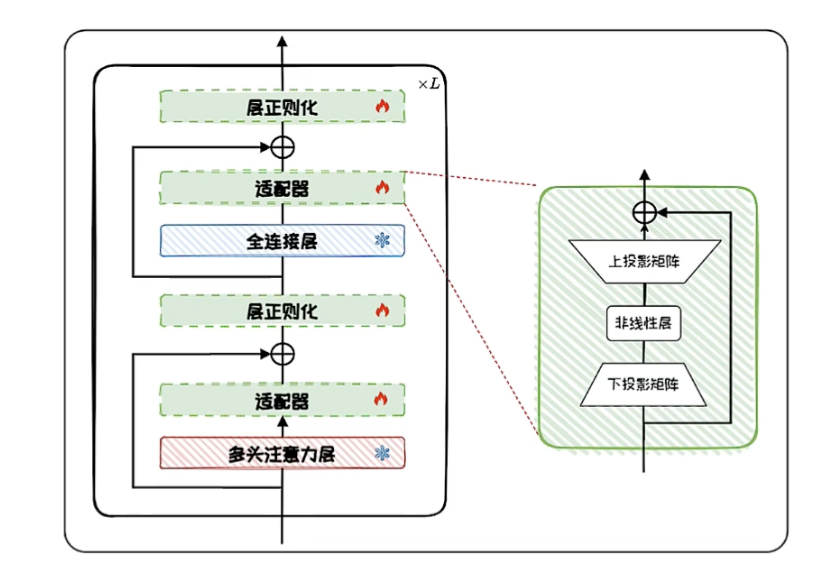 ×L
层正则化
适配器
全连接层
层正则化
适配器
多头注意力层
上投影矩阵
非线性层
下投影矩阵